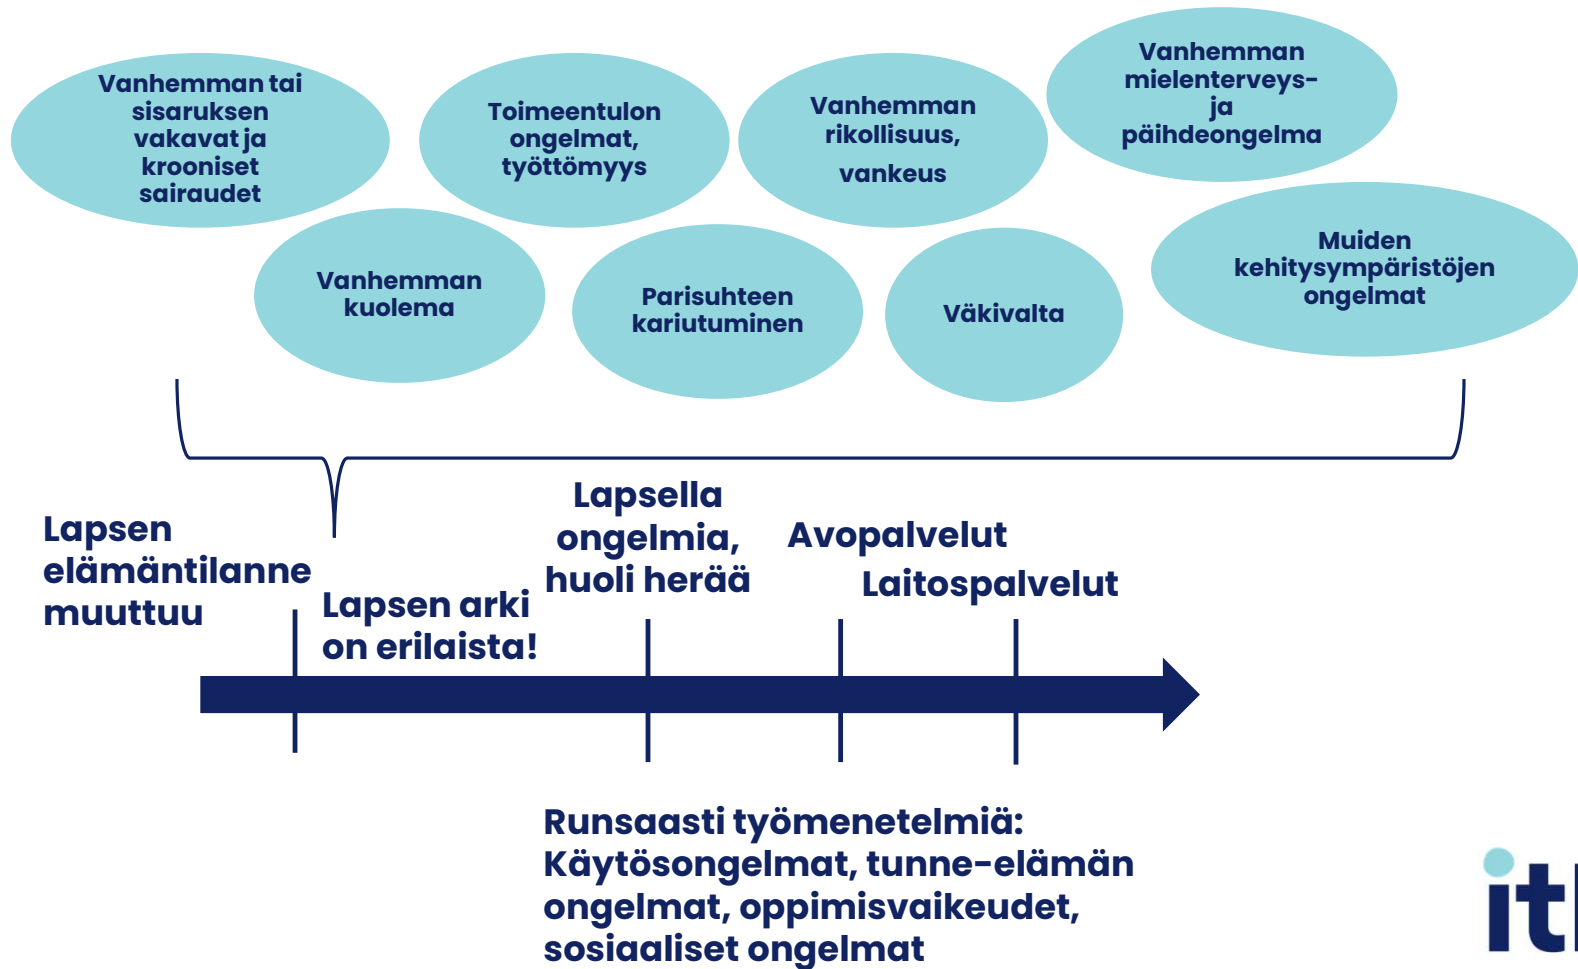 Vanhemman tai
sisaruksen
vakavat ja
krooniset
sairaudet
Toimeentulon
ongelmat,
työttömyys
Vanhemman
rikollisuus,
vankeus
Vanhemman
mielenterveys-
ja
päihdeongelma
Vanhemman
kuolema
Parisuhteen
kariutuminen
Väkivalta
Muiden
kehitysympäristöjen
ongelmat
Lapsen
elämäntilanne
muuttuu
Lapsen arki
on erilaista!
Lapsella
ongelmia,
huoli herää
Avopalvelut
Laitospalvelut
Runsaasti työmenetelmiä:
Käytösongelmat, tunne-elämän
ongelmat, oppimisvaikeudet,
sosiaaliset ongelmat